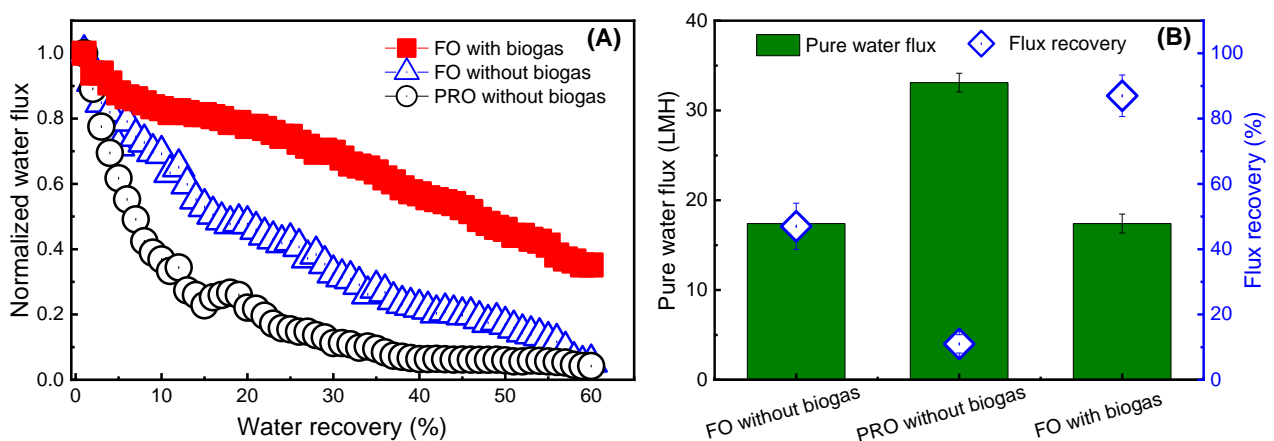 (A)
FO with biogas
FO without biogas
PRO without biogas
Normalized water flux
1.0
0.8
0.6
0.4
0.2
0.0
0 10 20 30 40 50 60
Water recovery (%)
(B)
Pure water flux
Flux recovery
Pure water flux (LMH)
40
30
20
10
0
FO without biogas
PRO without biogas
FO with biogas
100
80
60
40
20
0
Flux recovery (%)